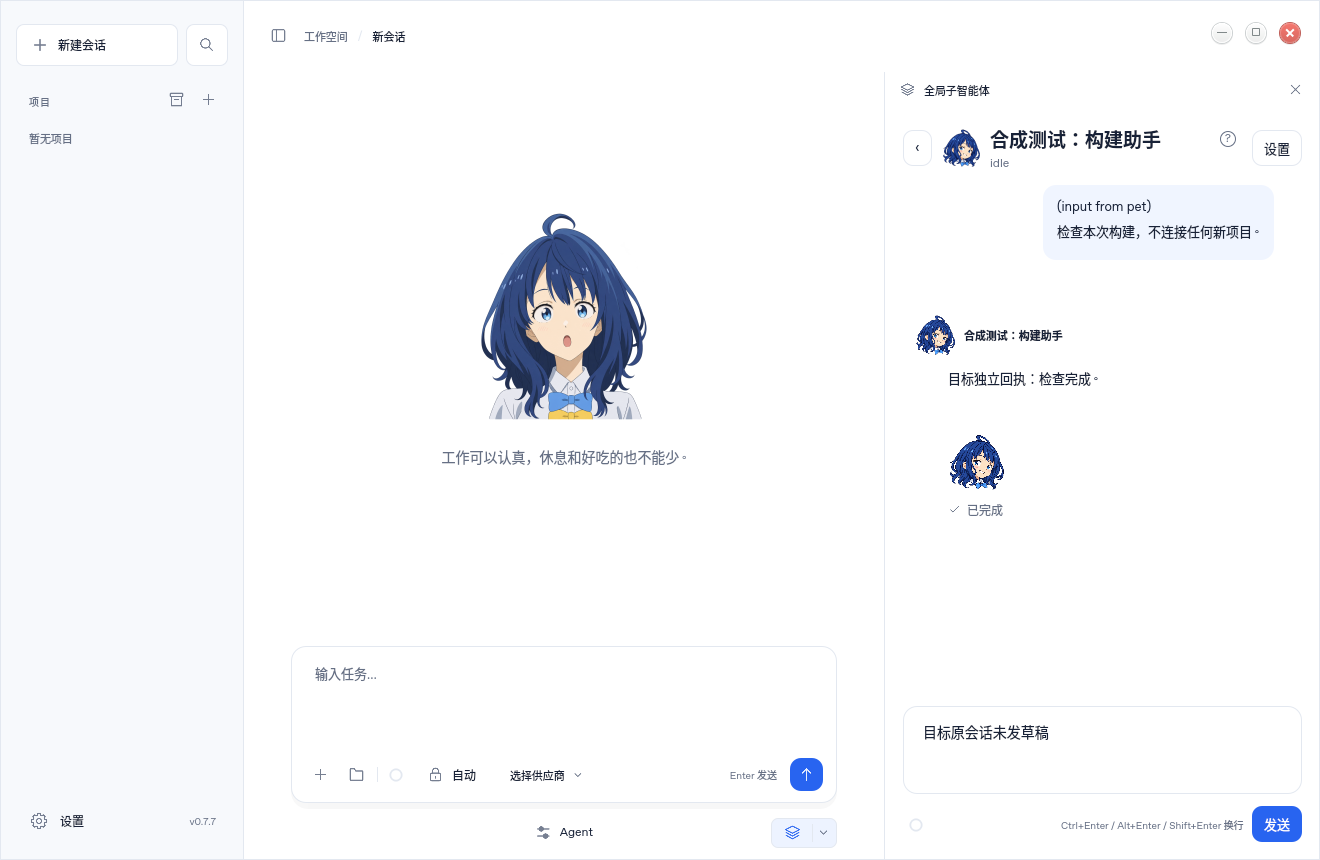 新建会话
项目
暂无项目
设置
v0.7.7
工作空间 / 新会话
工作可以认真，休息和好吃的也不能少。
输入任务...
自动
选择供应商
Enter 发送
Agent
全局子智能体
合成测试：构建助手
idle
设置
(input from pet)
检查本次构建，不连接任何新项目。
合成测试：构建助手
目标独立回执：检查完成。
已完成
目标原会话未发草稿
Ctrl+Enter / Alt+Enter / Shift+Enter 换行
发送